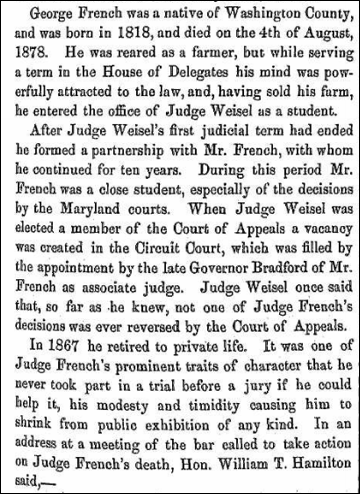 George French was a native of Washington County,
and was born in 1818, and died on the 4th of August,
1878. He was reared as a farmer, but while serving
a term in the House of Delegates his mind was pow-
erfully attracted to the law, and, having sold his farm,
he entered the office of Judge Weisel as a student.
After Judge Weisel's first judicial term had ended
he formed a partnership with Mr. French, with whom
he continued for ten years. During this period Mr.
French was a close student, especially of the decisions
by the Maryland courts. When Judge Weisel was
elected a member of the Court of Appeals a vacancy
was created in the Circuit Court, which was filled by
the appointment by the late Governor Bradford of Mr.
French as associate judge. Judge Weisel once said
that, so far as he knew, not one of Judge French's
decisions was ever reversed by the Court of Appeals.
In 1867 he retired to private life. It was one of
Judge French's prominent traits of character that he
never took part in a trial before a jury if he could
help it, his modesty and timidity causing him to
shrink from public exhibition of any kind. In an
address at a meeting of the bar called to take action
on Judge French's death, Hon. William T. Hamilton
said,—